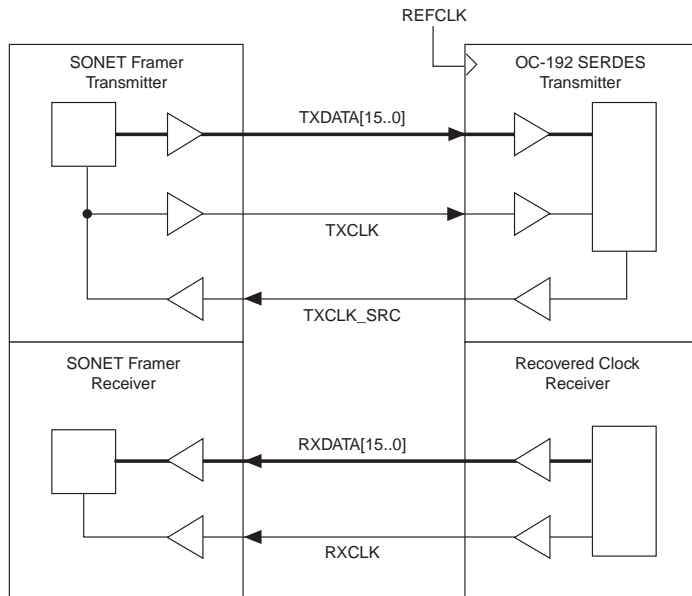 REFCLK
SONET Framer
Transmitter
OC-192 SERDES
Transmitter
TXDATA[15..0]
TXCLK
TXCLK_SRC
SONET Framer
Receiver
Recovered Clock
Receiver
RXDATA[15..0]
RXCLK